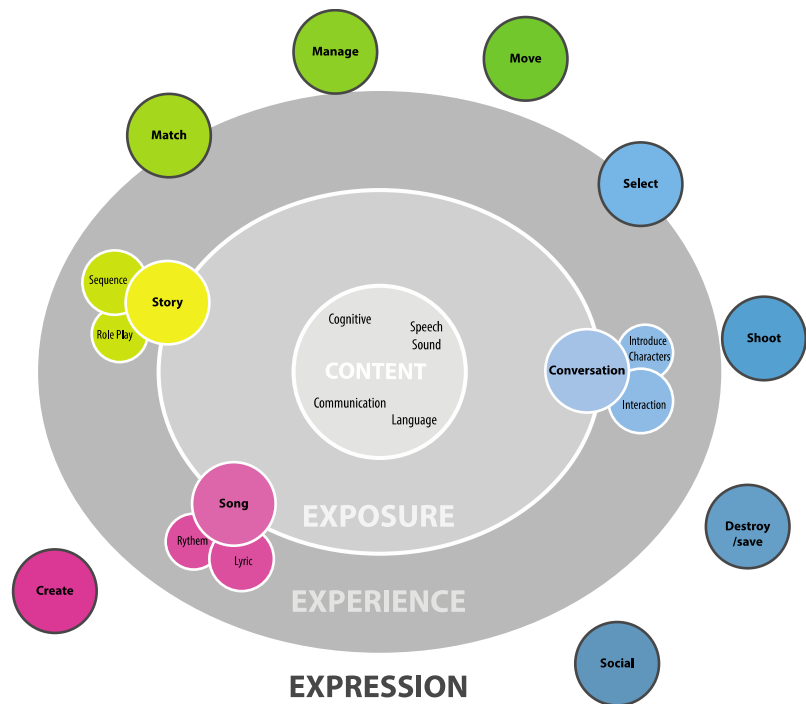 Manage
Move
Match
Select
Sequence
Story
Role Play
Cognitive
Speech
Sound
CONTENT
Communication
Language
Introduce
Characters
Conversation
Interaction
Shoot
Song
Rythem
Lyric
EXPOSURE
Destroy
/save
Create
EXPERIENCE
Social
EXPRESSION